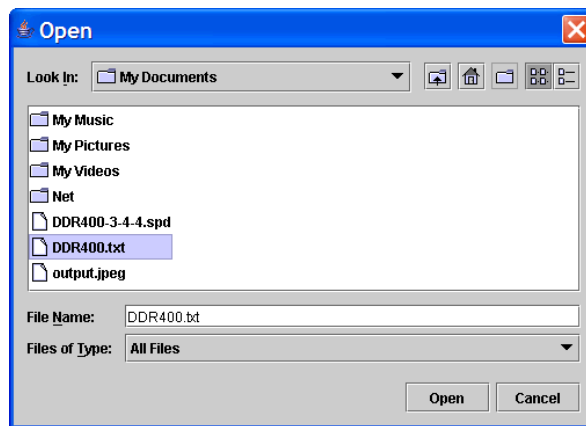 Open
Look In: My Documents
My Music
My Pictures
My Videos
Net
DDR400-3-4-4.spd
DDR400.txt
output.jpeg
File Name: DDR400.txt
Files of Type: All Files
Open Cancel